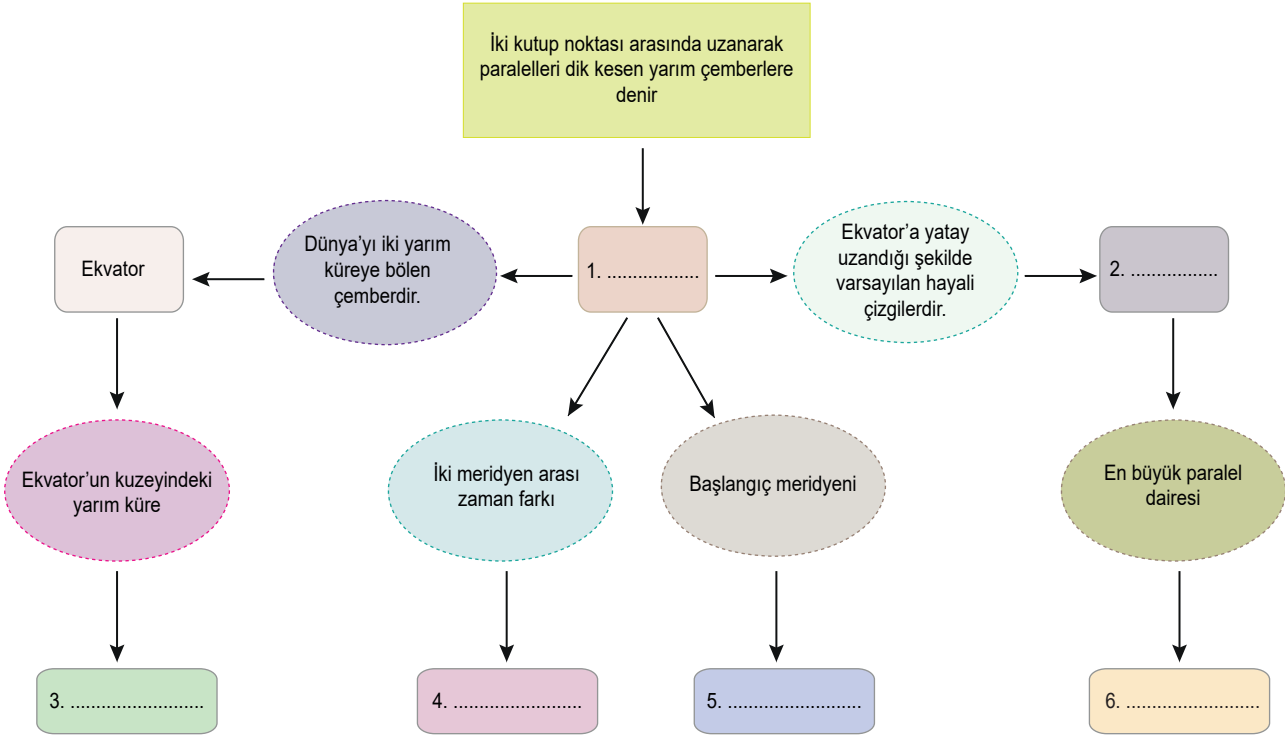 İki kutup noktası arasında uzanarak
paralelleri dik kesen yarım çemberlere
denir
Ekvator
Dünya’yı iki yarım
küreye bölen
çemberdir.
1. .................
Ekvator’a yatay
uzandığı şekilde
varsayılan hayali
çizgilerdir.
2. ................
Ekvator’un kuzeyindeki
yarım küre
İki meridyen arası
zaman farkı
Başlangıç meridyeni
En büyük paralel
dairesi
3. .........................
4. ........................
5. ........................
6. .........................